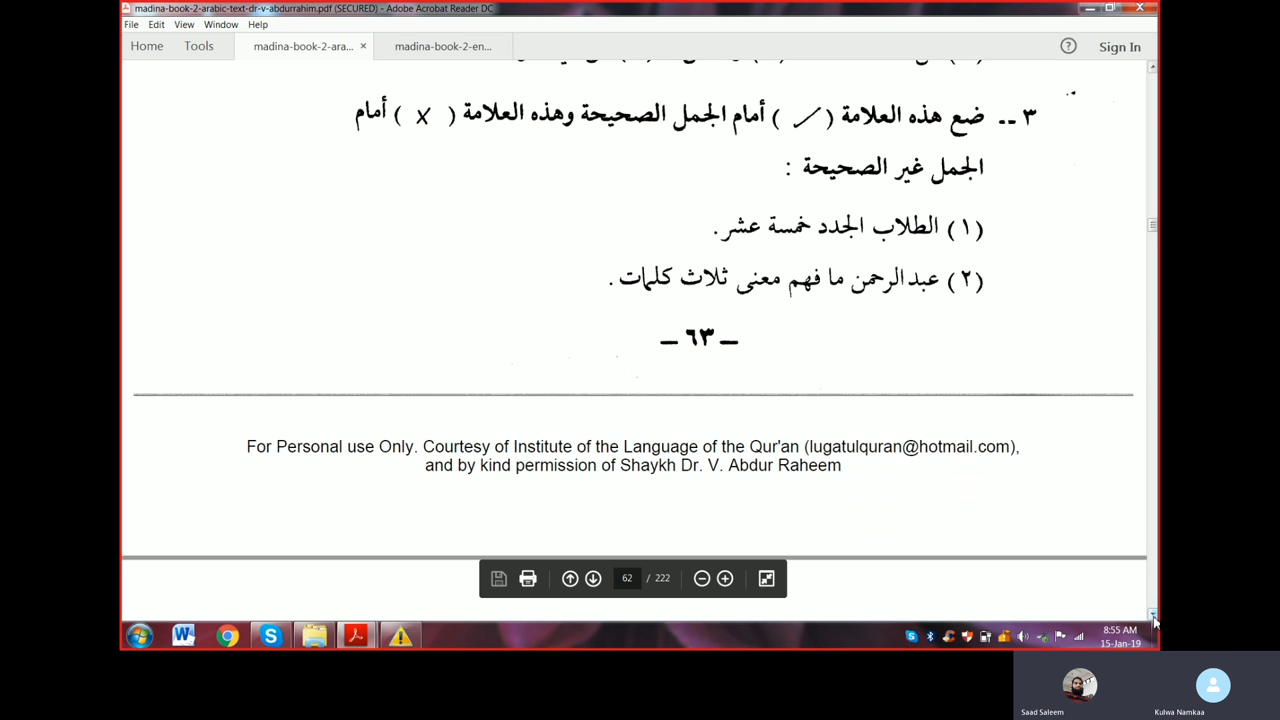 madina-book-2-arabic-text-dr-v-abdurrahim.pdf (SECURED) - Adobe Acrobat Reader DC
File Edit View Window Help
Home Tools madina-book-2-ara... × madina-book-2-en... Sign In
٣ -- ضع هذه العلامة ( ✓ ) أمام الجمل الصحيحة وهذه العلامة ( X ) أمام
الجمل غير الصحيحة :
(١) الطلاب الجدد خمسة عشر.
(٢) عبدالرحمن ما فهم معنى ثلاث كلمات.
— ٦٣ —
For Personal use Only. Courtesy of Institute of the Language of the Qur'an (lugatulquran@hotmail.com),
and by kind permission of Shaykh Dr. V. Abdur Raheem
62 / 222
8:55 AM
15-Jan-19
Saad Saleem
Kulwa Namkaa